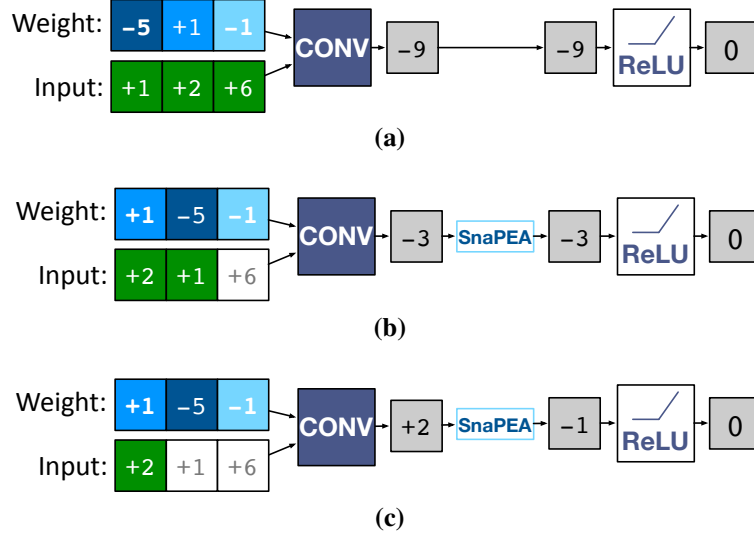 Weight: −5 +1 −1
CONV −9 −9 ReLU 0
Input: +1 +2 +6
(a)
Weight: +1 −5 −1
CONV −3 SnaPEA −3 ReLU 0
Input: +2 +1 +6
(b)
Weight: +1 −5 −1
CONV +2 SnaPEA −1 ReLU 0
Input: +2 +1 +6
(c)